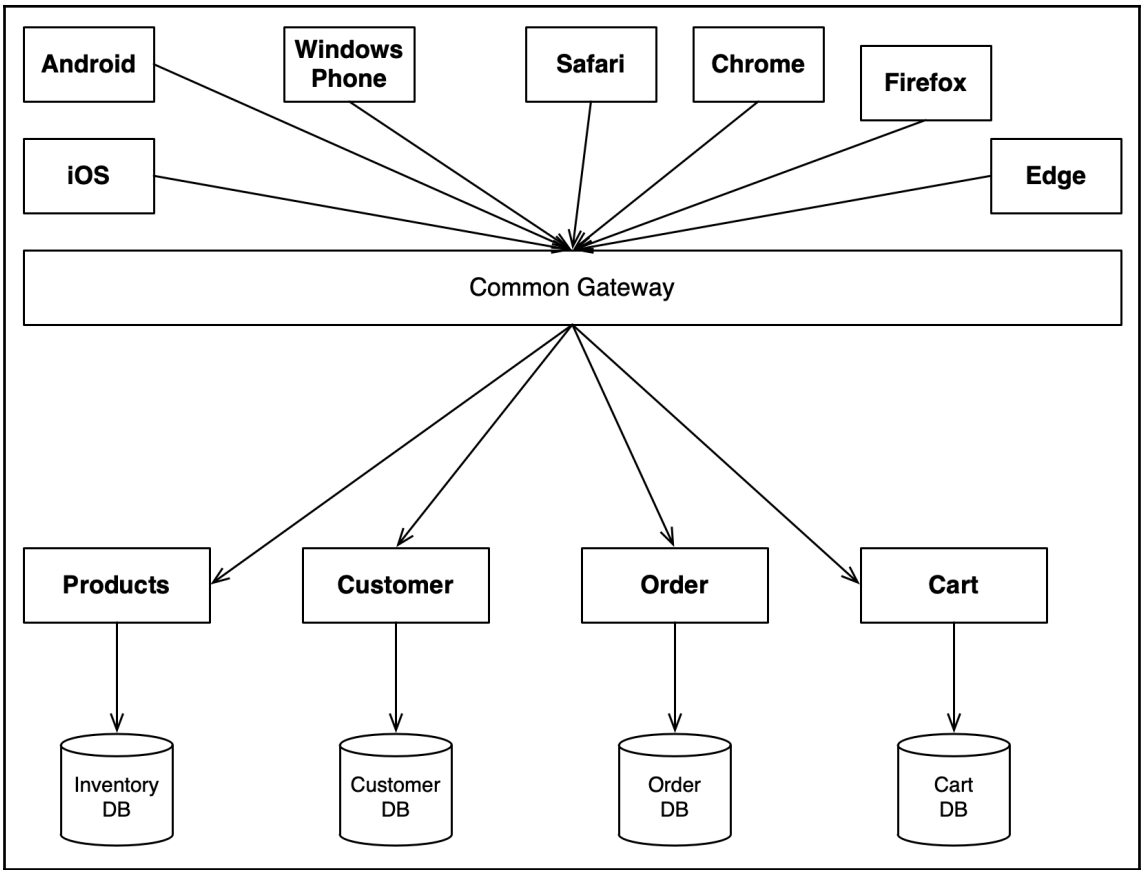 Android
Windows
Phone
Safari
Chrome
Firefox
iOS
Edge
Common Gateway
Products
Customer
Order
Cart
Inventory
DB
Customer
DB
Order
DB
Cart
DB